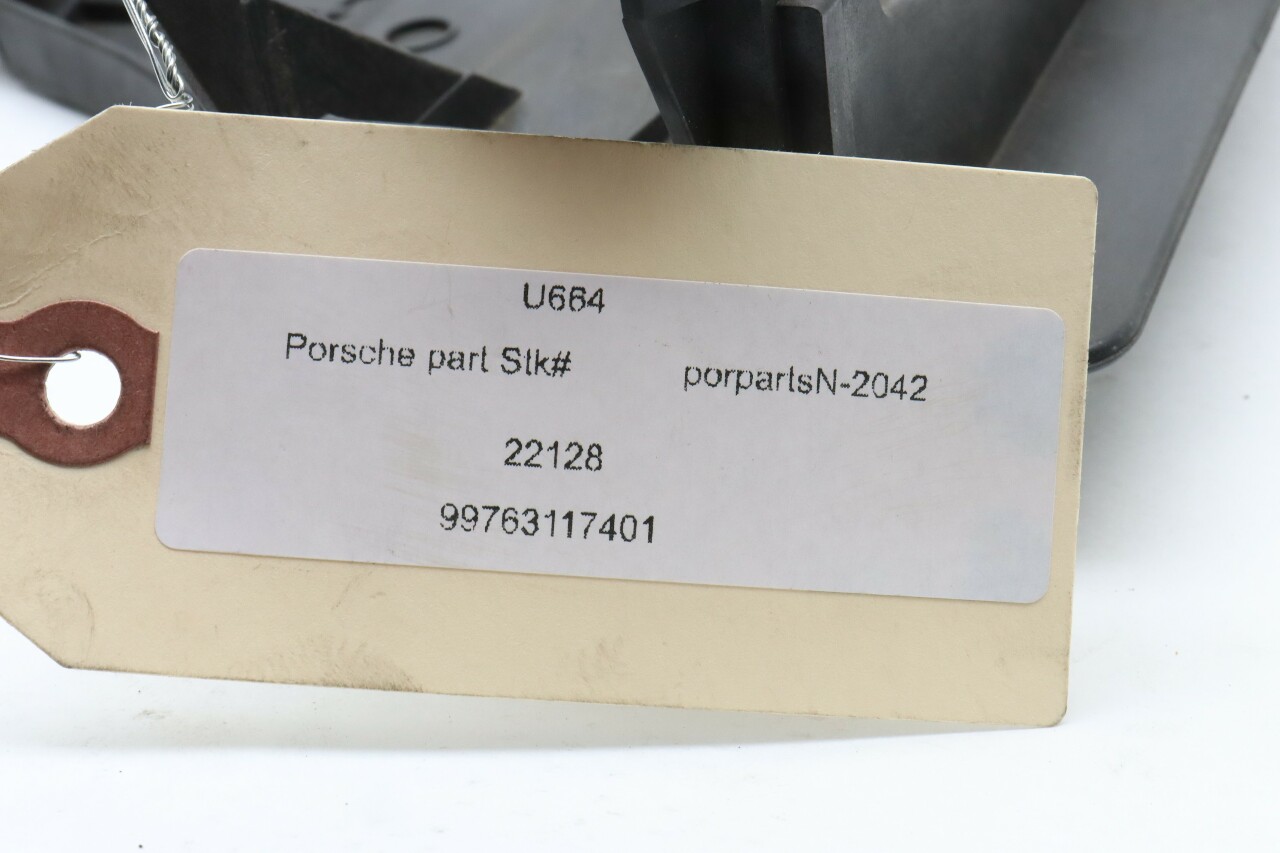 U664
Porsche part Stk# porpartsN-2042
22128
99763117401